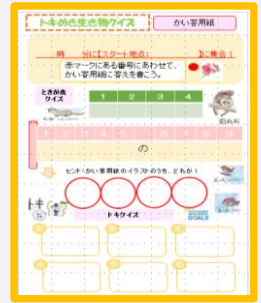 トキめき生き物クイズ かい答用紙
時 分に【スタート地点: 】に集合！
赤マークにある番号にあわせて、
かい答用紙に答えを書こう。
ときが島
クイズ
1 2 3 4
1 2 3 4 5 6 7 8 9
の
ヒント:かい答用紙のイラストのうち、どれか！
トキ
トキクイズ
GOALS